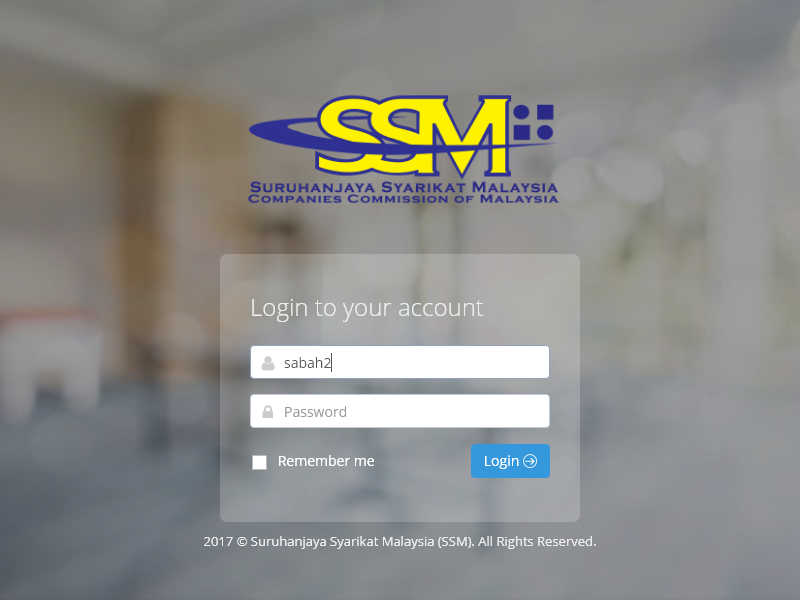 SSM
SURUHANJAYA SYARIKAT MALAYSIA
COMPANIES COMMISSION OF MALAYSIA
Login to your account
sabah2
Password
Remember me
Login
2017 © Suruhanjaya Syarikat Malaysia (SSM). All Rights Reserved.